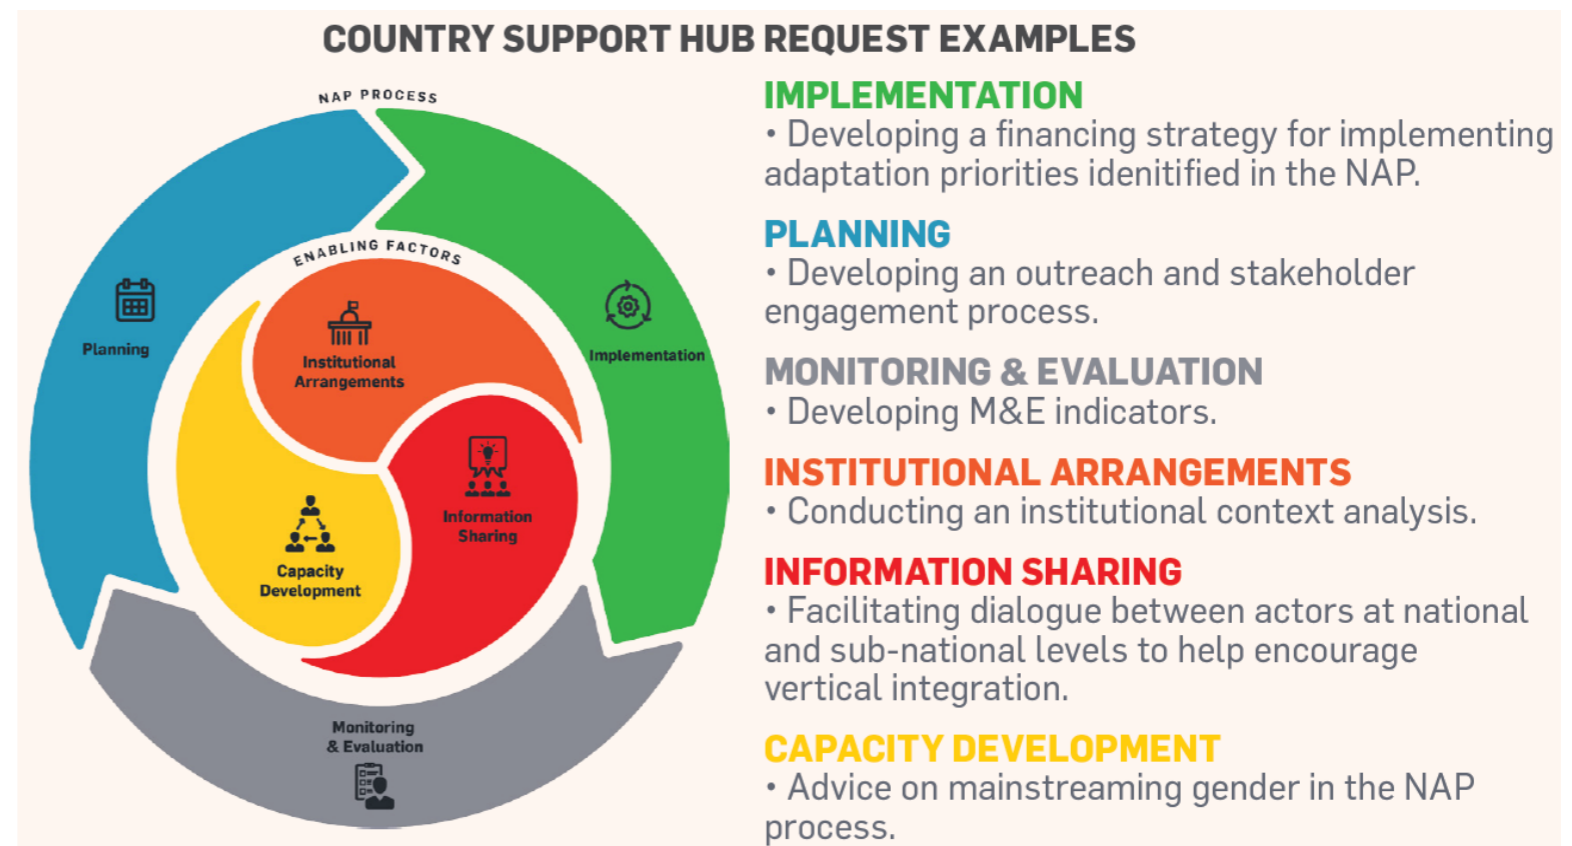 COUNTRY SUPPORT HUB REQUEST EXAMPLES
NAP PROCESS
ENABLING FACTORS
Planning
Implementation
Institutional
Arrangements
Information
Sharing
Capacity
Development
Monitoring
& Evaluation
IMPLEMENTATION
• Developing a financing strategy for implementing
adaptation priorities idenitified in the NAP.
PLANNING
• Developing an outreach and stakeholder
engagement process.
MONITORING & EVALUATION
• Developing M&E indicators.
INSTITUTIONAL ARRANGEMENTS
• Conducting an institutional context analysis.
INFORMATION SHARING
• Facilitating dialogue between actors at national
and sub-national levels to help encourage
vertical integration.
CAPACITY DEVELOPMENT
• Advice on mainstreaming gender in the NAP
process.